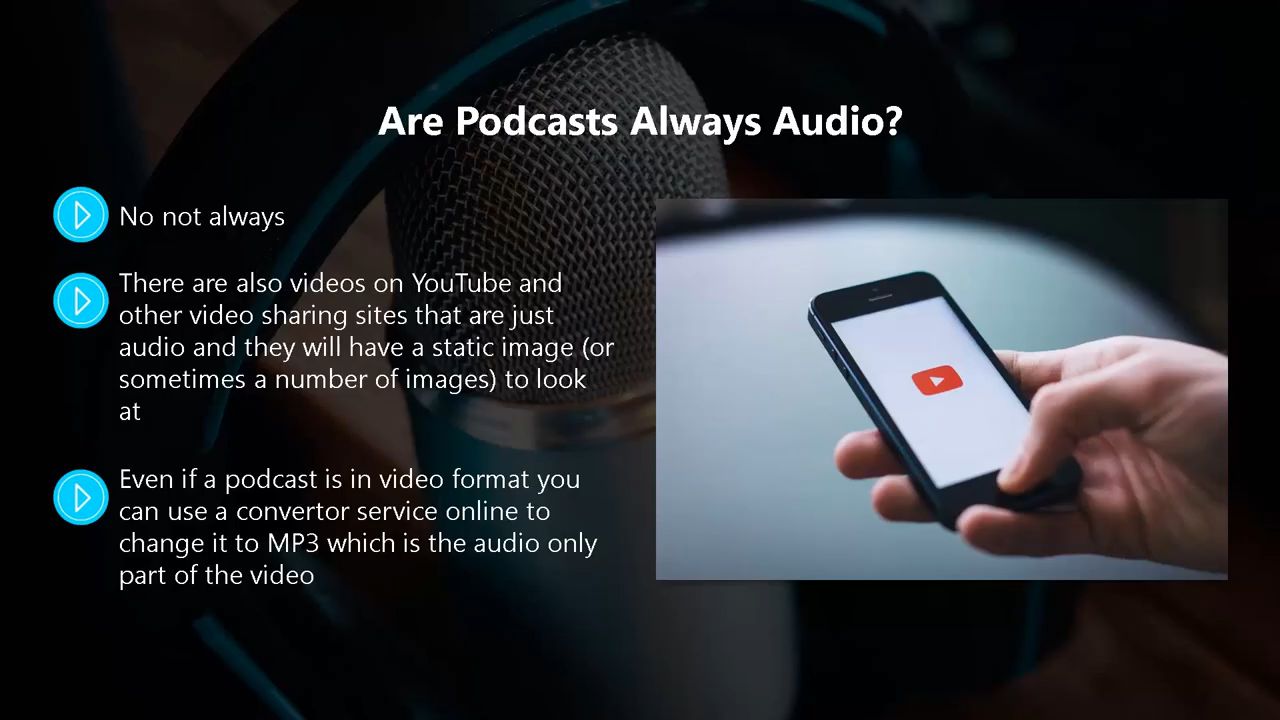 Are Podcasts Always Audio?
No not always
There are also videos on YouTube and
other video sharing sites that are just
audio and they will have a static image (or
sometimes a number of images) to look
at
Even if a podcast is in video format you
can use a convertor service online to
change it to MP3 which is the audio only
part of the video